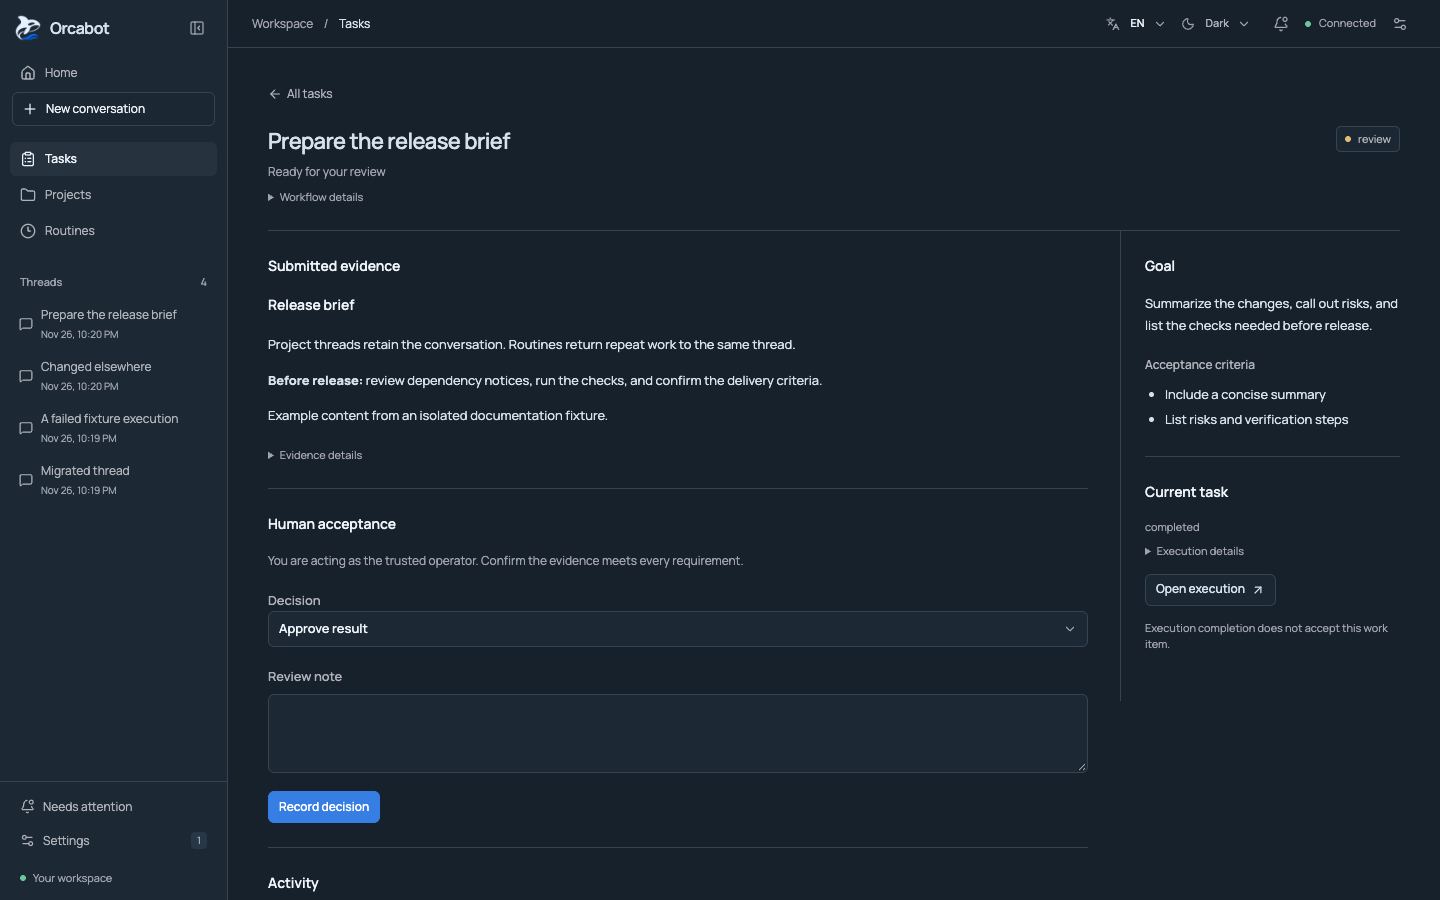 Orcabot
Home
New conversation
Tasks
Projects
Routines
Threads 4
Prepare the release brief
Nov 26, 10:20 PM
Changed elsewhere
Nov 26, 10:20 PM
A failed fixture execution
Nov 26, 10:19 PM
Migrated thread
Nov 26, 10:19 PM
Needs attention
Settings 1
Your workspace
Workspace / Tasks
EN Dark Connected
All tasks
Prepare the release brief
review
Ready for your review
Workflow details
Submitted evidence
Release brief
Project threads retain the conversation. Routines return repeat work to the same thread.
Before release: review dependency notices, run the checks, and confirm the delivery criteria.
Example content from an isolated documentation fixture.
Evidence details
Human acceptance
You are acting as the trusted operator. Confirm the evidence meets every requirement.
Decision
Approve result
Review note
Record decision
Activity
Goal
Summarize the changes, call out risks, and
list the checks needed before release.
Acceptance criteria
• Include a concise summary
• List risks and verification steps
Current task
completed
Execution details
Open execution
Execution completion does not accept this work
item.